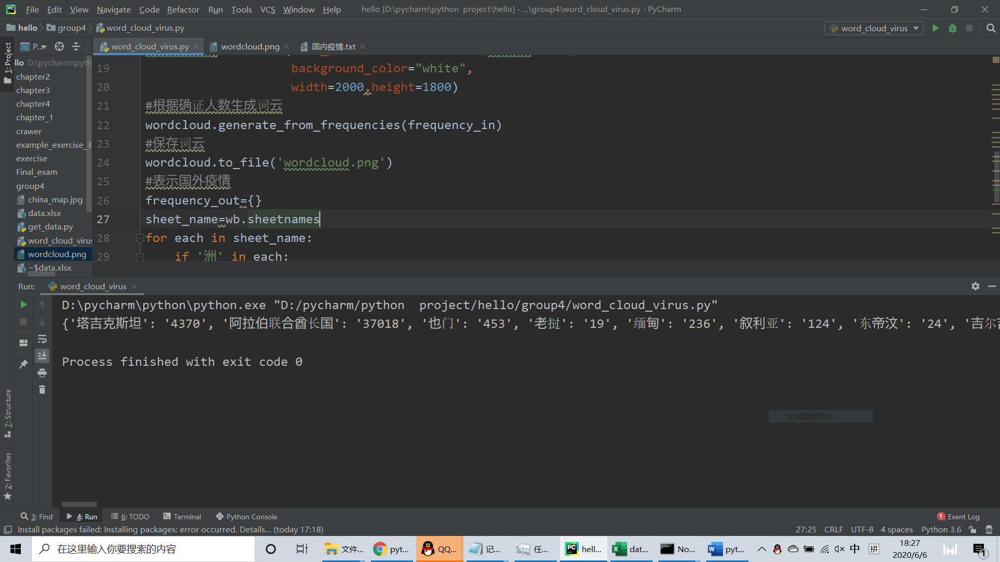 File Edit View Navigate Code Refactor Run Tools VCS Window Help hello [D:\pycharm\python project\hello] - ...\group4\word_cloud_virus.py - PyCharm
hello group4 word_cloud_virus.py word_cloud_virus
P... word_cloud_virus.py wordcloud.png 国内疫情.txt
1: Project
llo D:\pycharm\pyth
chapter2
chapter3
chapter4
chapter_1
crawer
example_exercise_3
exercise
Final_exam
group4
china_map.jpg
data.xlsx
get_data.py
word_cloud_virus
wordcloud.png
~$data.xlsx
19 background_color="white",
20 width=2000,height=1800)
21 #根据确证人数生成词云
22 wordcloud.generate_from_frequencies(frequency_in)
23 #保存词云
24 wordcloud.to_file('wordcloud.png')
25 #表示国外疫情
26 frequency_out={}
27 sheet_name=wb.sheetnames
28 for each in sheet_name:
29 if '洲' in each:
Run: word_cloud_virus
D:\pycharm\python\python.exe "D:/pycharm/python  project/hello/group4/word_cloud_virus.py"
{'塔吉克斯坦': '4370', '阿拉伯联合酋长国': '37018', '也门': '453', '老挝': '19', '缅甸': '236', '叙利亚': '124', '东帝汶': '24', '吉尔吉
Process finished with exit code 0
全屏幕截图(S)
7: Structure
2: Favorites
3: Find 4: Run 6: TODO Terminal Python Console 1 Event Log
Install packages failed: Installing packages: error occurred. Details... (today 17:18) 27:25 CRLF UTF-8 4 spaces Python 3.6
在这里输入你要搜索的内容 文件... pyt... QQ... 记... 任... hell... dat... No... pyt... 中 拼 18:27
2020/6/6 1